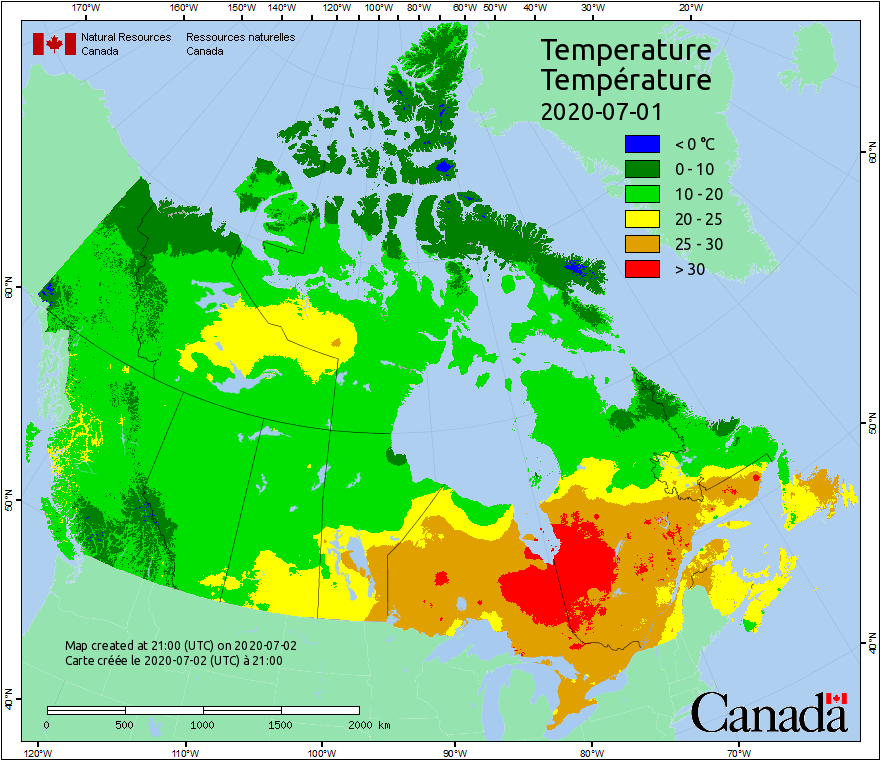 170°W 160°W 150°W 140°W 120°W 110°W 100°W 80°W 60°W 50°W 40°W 30°W 20°W
Natural Resources Ressources naturelles
Canada Canada
Temperature
Température
2020-07-01
< 0 °C
0 - 10
10 - 20
20 - 25
25 - 30
> 30
60°N
60°N
50°N
50°N
40°N
40°N
Map created at 21:00 (UTC) on 2020-07-02
Carte créée le 2020-07-02 (UTC) à 21:00
0 500 1000 1500 2000 km
Canada
120°W 110°W 100°W 90°W 80°W 70°W